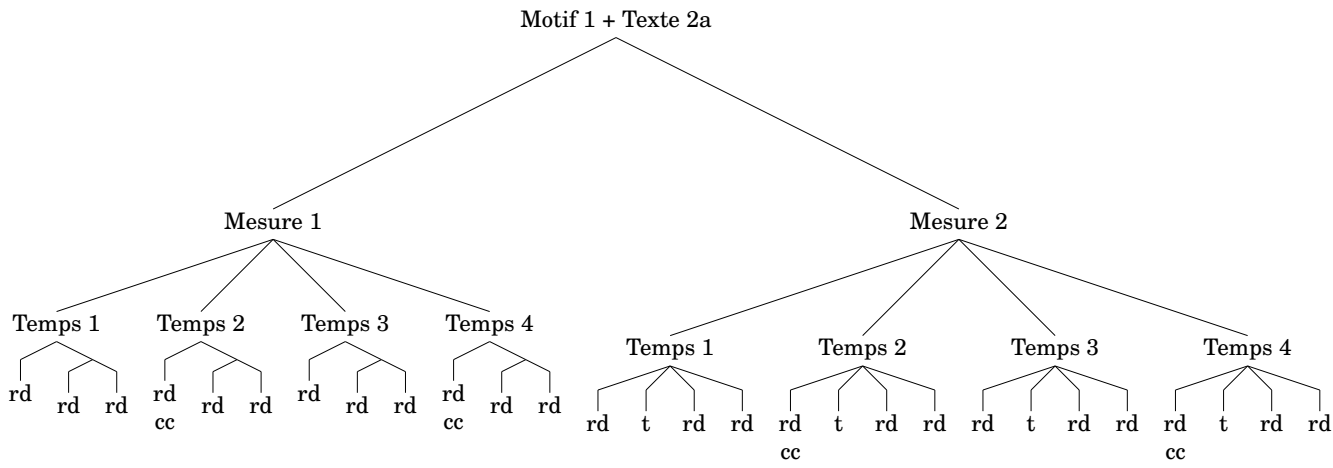 Motif 1 + Texte 2a
Mesure 1
Mesure 2
Temps 1 Temps 2 Temps 3 Temps 4
rd rd rd rd rd rd rd rd rd rd rd rd
cc cc
Temps 1 Temps 2 Temps 3 Temps 4
rd t rd rd rd t rd rd rd t rd rd rd t rd rd
cc cc